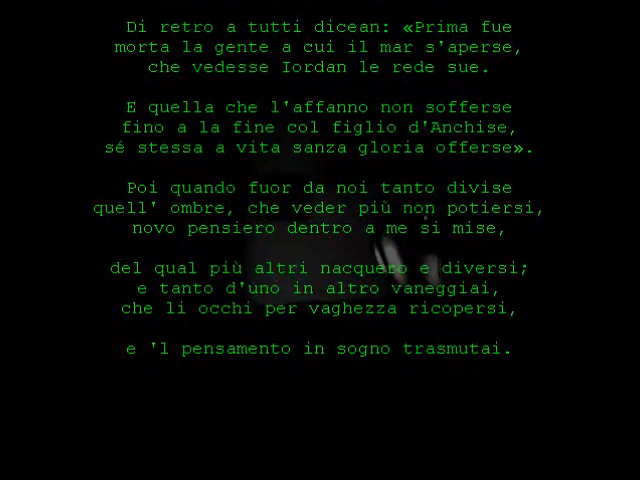 Di retro a tutti dicean: «Prima fue
morta la gente a cui il mar s'aperse,
che vedesse Iordan le rede sue.
E quella che l'affanno non sofferse
fino a la fine col figlio d'Anchise,
sé stessa a vita sanza gloria offerse».
Poi quando fuor da noi tanto divise
quell' ombre, che veder più non potiersi,
novo pensiero dentro a me si mise,
del qual più altri nacquero e diversi;
e tanto d'uno in altro vaneggiai,
che li occhi per vaghezza ricopersi,
e 'l pensamento in sogno trasmutai.